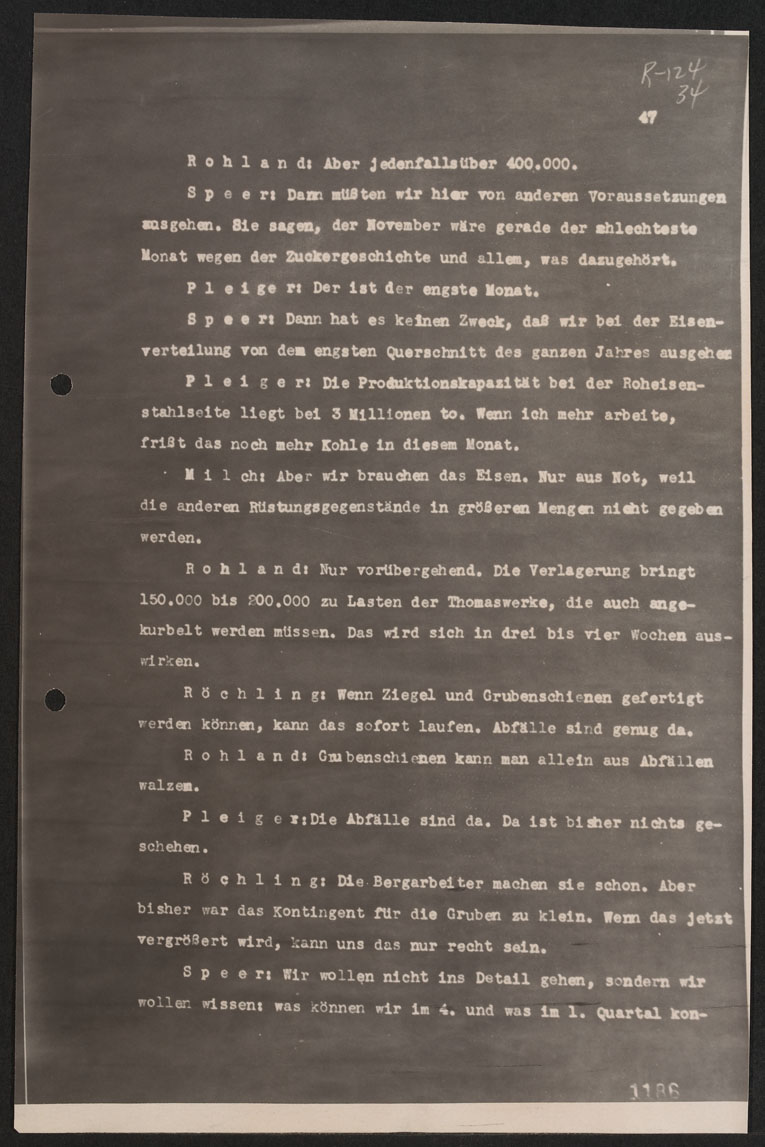 R-124
34
47
R o h l a n d: Aber jedenfallsüber 400.000.
S p e e r: Dann müßten wir hier von anderen Voraussetzungen
ausgehen. Sie sagen, der November wäre gerade der shlechteste
Monat wegen der Zuckergeschichte und allem, was dazugehört.
P l e i g e r: Der ist der engste Monat.
S p e e r: Dann hat es keinen Zweck, daß wir bei der Eisen-
verteilung von dem engsten Querschnitt des ganzen Jahres ausgehen
P l e i g e r: Die Produktionskapazität bei der Roheisen-
stahlseite liegt bei 3 Millionen to. Wenn ich mehr arbeite,
frißt das noch mehr Kohle in diesem Monat.
M i l ch: Aber wir brauchen das Eisen. Nur aus Not, weil
die anderen Rüstungsgegenstände in größeren Mengen nicht gegeben
werden.
R o h l a n d: Nur vorübergehend. Die Verlagerung bringt
150.000 bis 200.000 zu Lasten der Thomaswerke, die auch ange-
kurbelt werden müssen. Das wird sich in drei bis vier Wochen aus-
wirken.
R ö c h l i n g: Wenn Ziegel und Grubenschienen gefertigt
werden können, kann das sofort laufen. Abfälle sind genug da.
R o h l a n d: Grubenschienen kann man allein aus Abfällen
walzen.
P l e i g e r:Die Abfälle sind da. Da ist bisher nichts ge-
schehen.
R ö c h l i n g: Die Bergarbeiter machen sie schon. Aber
bisher war das Kontingent für die Gruben zu klein. Wenn das jetzt
vergrößert wird, kann uns das nur recht sein.
S p e e r: Wir wollen nicht ins Detail gehen, sondern wir
wollen wissen: was können wir im 4. und was im 1. Quartal kon-
1186